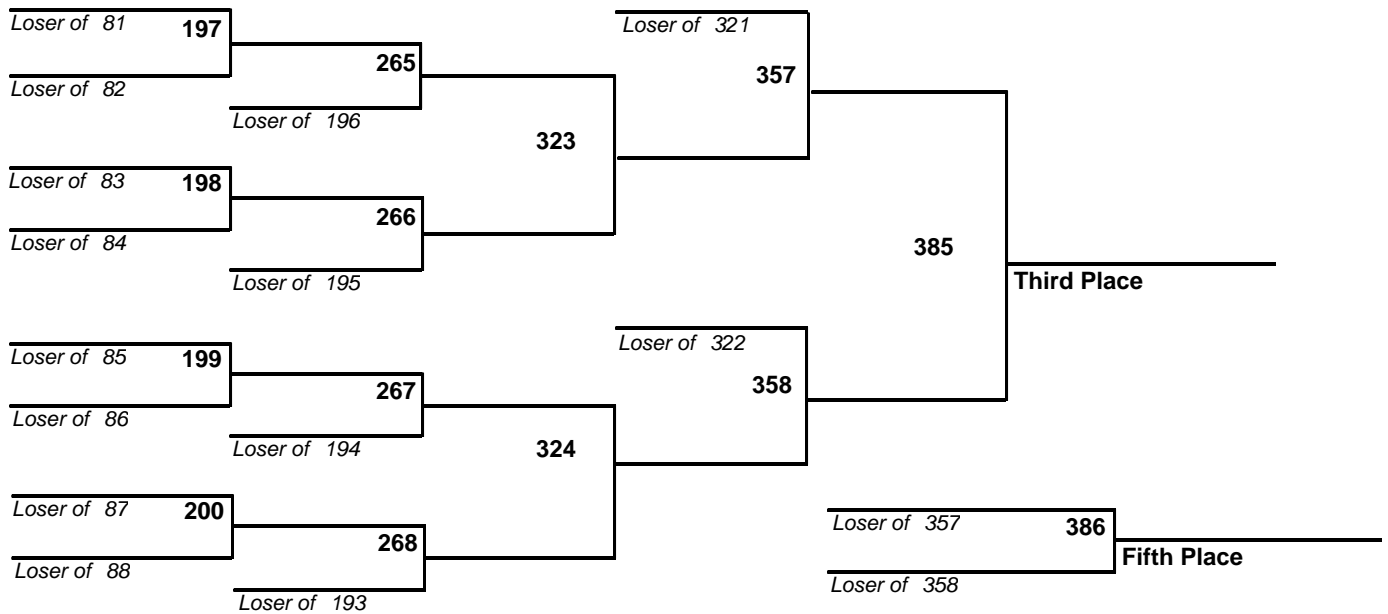 Loser of 81
197
Loser of 82
265
Loser of 196
323
Loser of 83
198
Loser of 84
266
Loser of 195
Loser of 321
357
385
Third Place
Loser of 85
199
Loser of 86
267
Loser of 194
324
Loser of 87
200
Loser of 88
268
Loser of 193
Loser of 322
358
Loser of 357
386
Loser of 358
Fifth Place